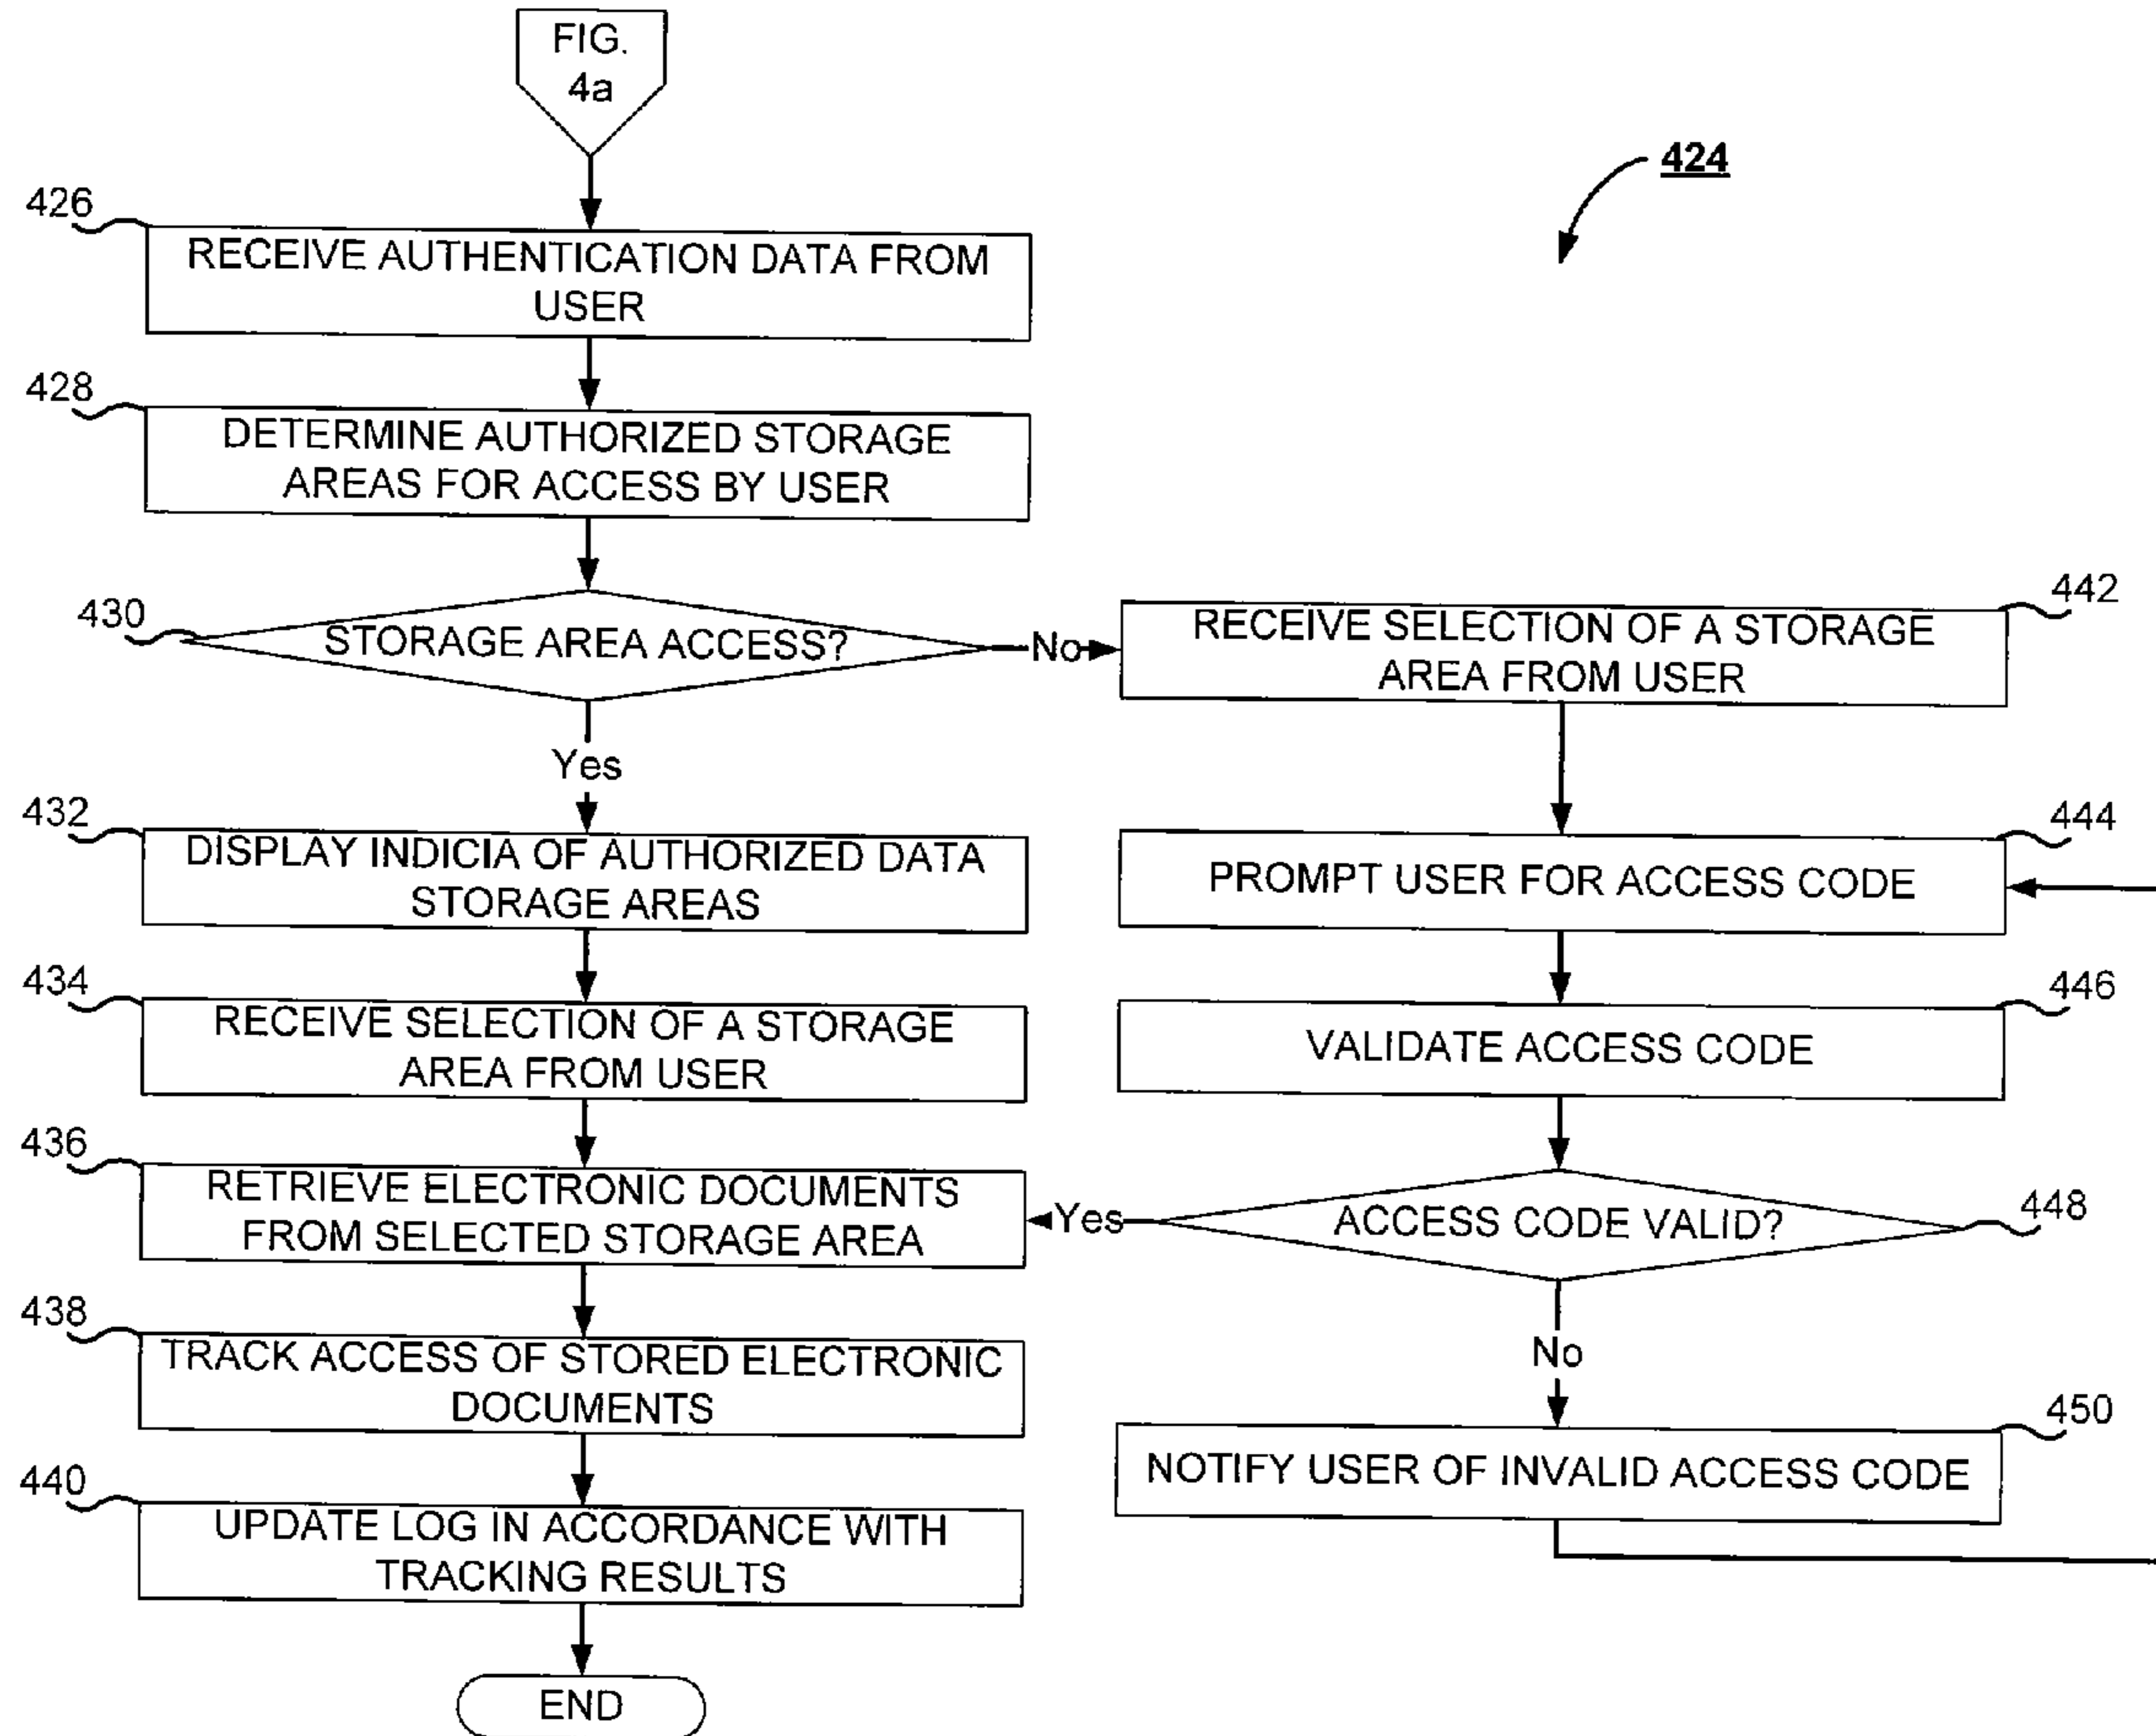 FIG.
4a
424
426
RECEIVE AUTHENTICATION DATA FROM
USER
428
DETERMINE AUTHORIZED STORAGE
AREAS FOR ACCESS BY USER
430
STORAGE AREA ACCESS?
No
442
RECEIVE SELECTION OF A STORAGE
AREA FROM USER
Yes
432
DISPLAY INDICIA OF AUTHORIZED DATA
STORAGE AREAS
444
PROMPT USER FOR ACCESS CODE
434
RECEIVE SELECTION OF A STORAGE
AREA FROM USER
446
VALIDATE ACCESS CODE
436
RETRIEVE ELECTRONIC DOCUMENTS
FROM SELECTED STORAGE AREA
Yes
ACCESS CODE VALID?
448
438
TRACK ACCESS OF STORED ELECTRONIC
DOCUMENTS
No
450
NOTIFY USER OF INVALID ACCESS CODE
440
UPDATE LOG IN ACCORDANCE WITH
TRACKING RESULTS
END